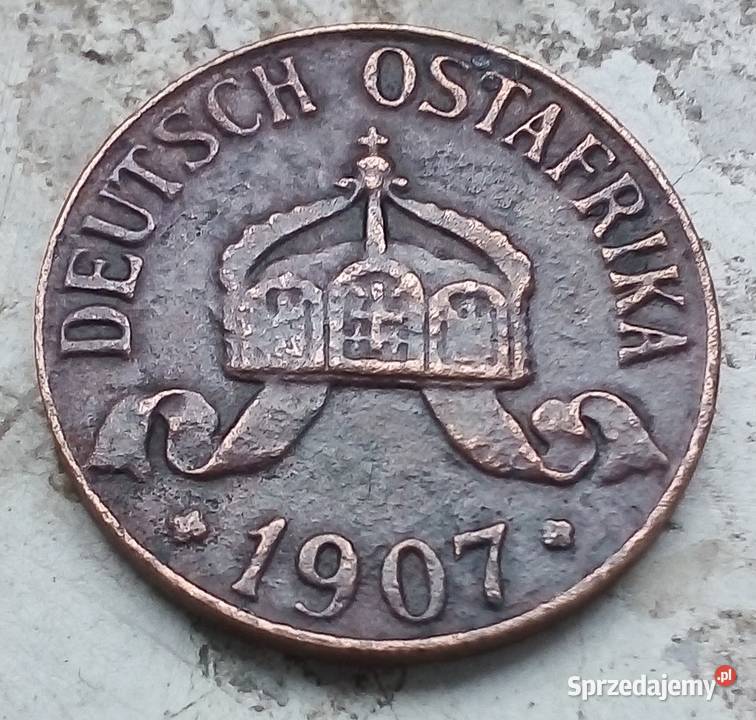 DEUTSCH OSTAFRIKA
1907
Sprzedajemy.pl